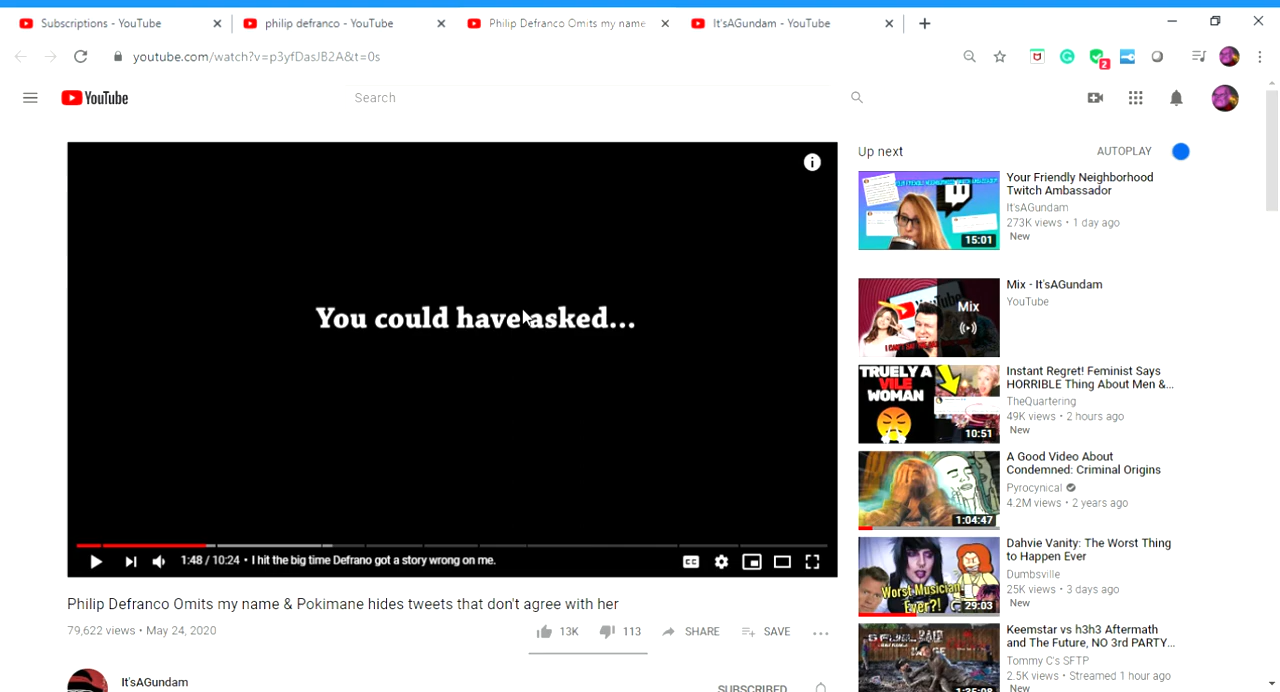 Subscriptions - YouTube
philip defranco - YouTube
Philip Defranco Omits my name
It'sAGundam - YouTube
youtube.com/watch?v=p3yfDasJB2A&t=0s
2
YouTube
Search
You could have asked...
1:48 / 10:24 • I hit the big time Defrano got a story wrong on me.
CC
Philip Defranco Omits my name & Pokimane hides tweets that don't agree with her
79,622 views • May 24, 2020
13K
113
SHARE
SAVE
It'sAGundam
SUBSCRIBED
Up next
AUTOPLAY
15:01
Your Friendly Neighborhood
Twitch Ambassador
It'sAGundam
273K views • 1 day ago
New
Mix
Mix - It'sAGundam
YouTube
TRUELY A
VILE
WOMAN
10:51
Instant Regret! Feminist Says
HORRIBLE Thing About Men &...
TheQuartering
49K views • 2 hours ago
New
1:04:47
A Good Video About
Condemned: Criminal Origins
Pyrocynical
4.2M views • 2 years ago
Worst Musician
Ever?!
29:03
Dahvie Vanity: The Worst Thing
to Happen Ever
Dumbsville
25K views • 3 days ago
New
1:35:08
Keemstar vs h3h3 Aftermath
and The Future, NO 3rd PARTY...
Tommy C's SFTP
2.5K views • Streamed 1 hour ago
New